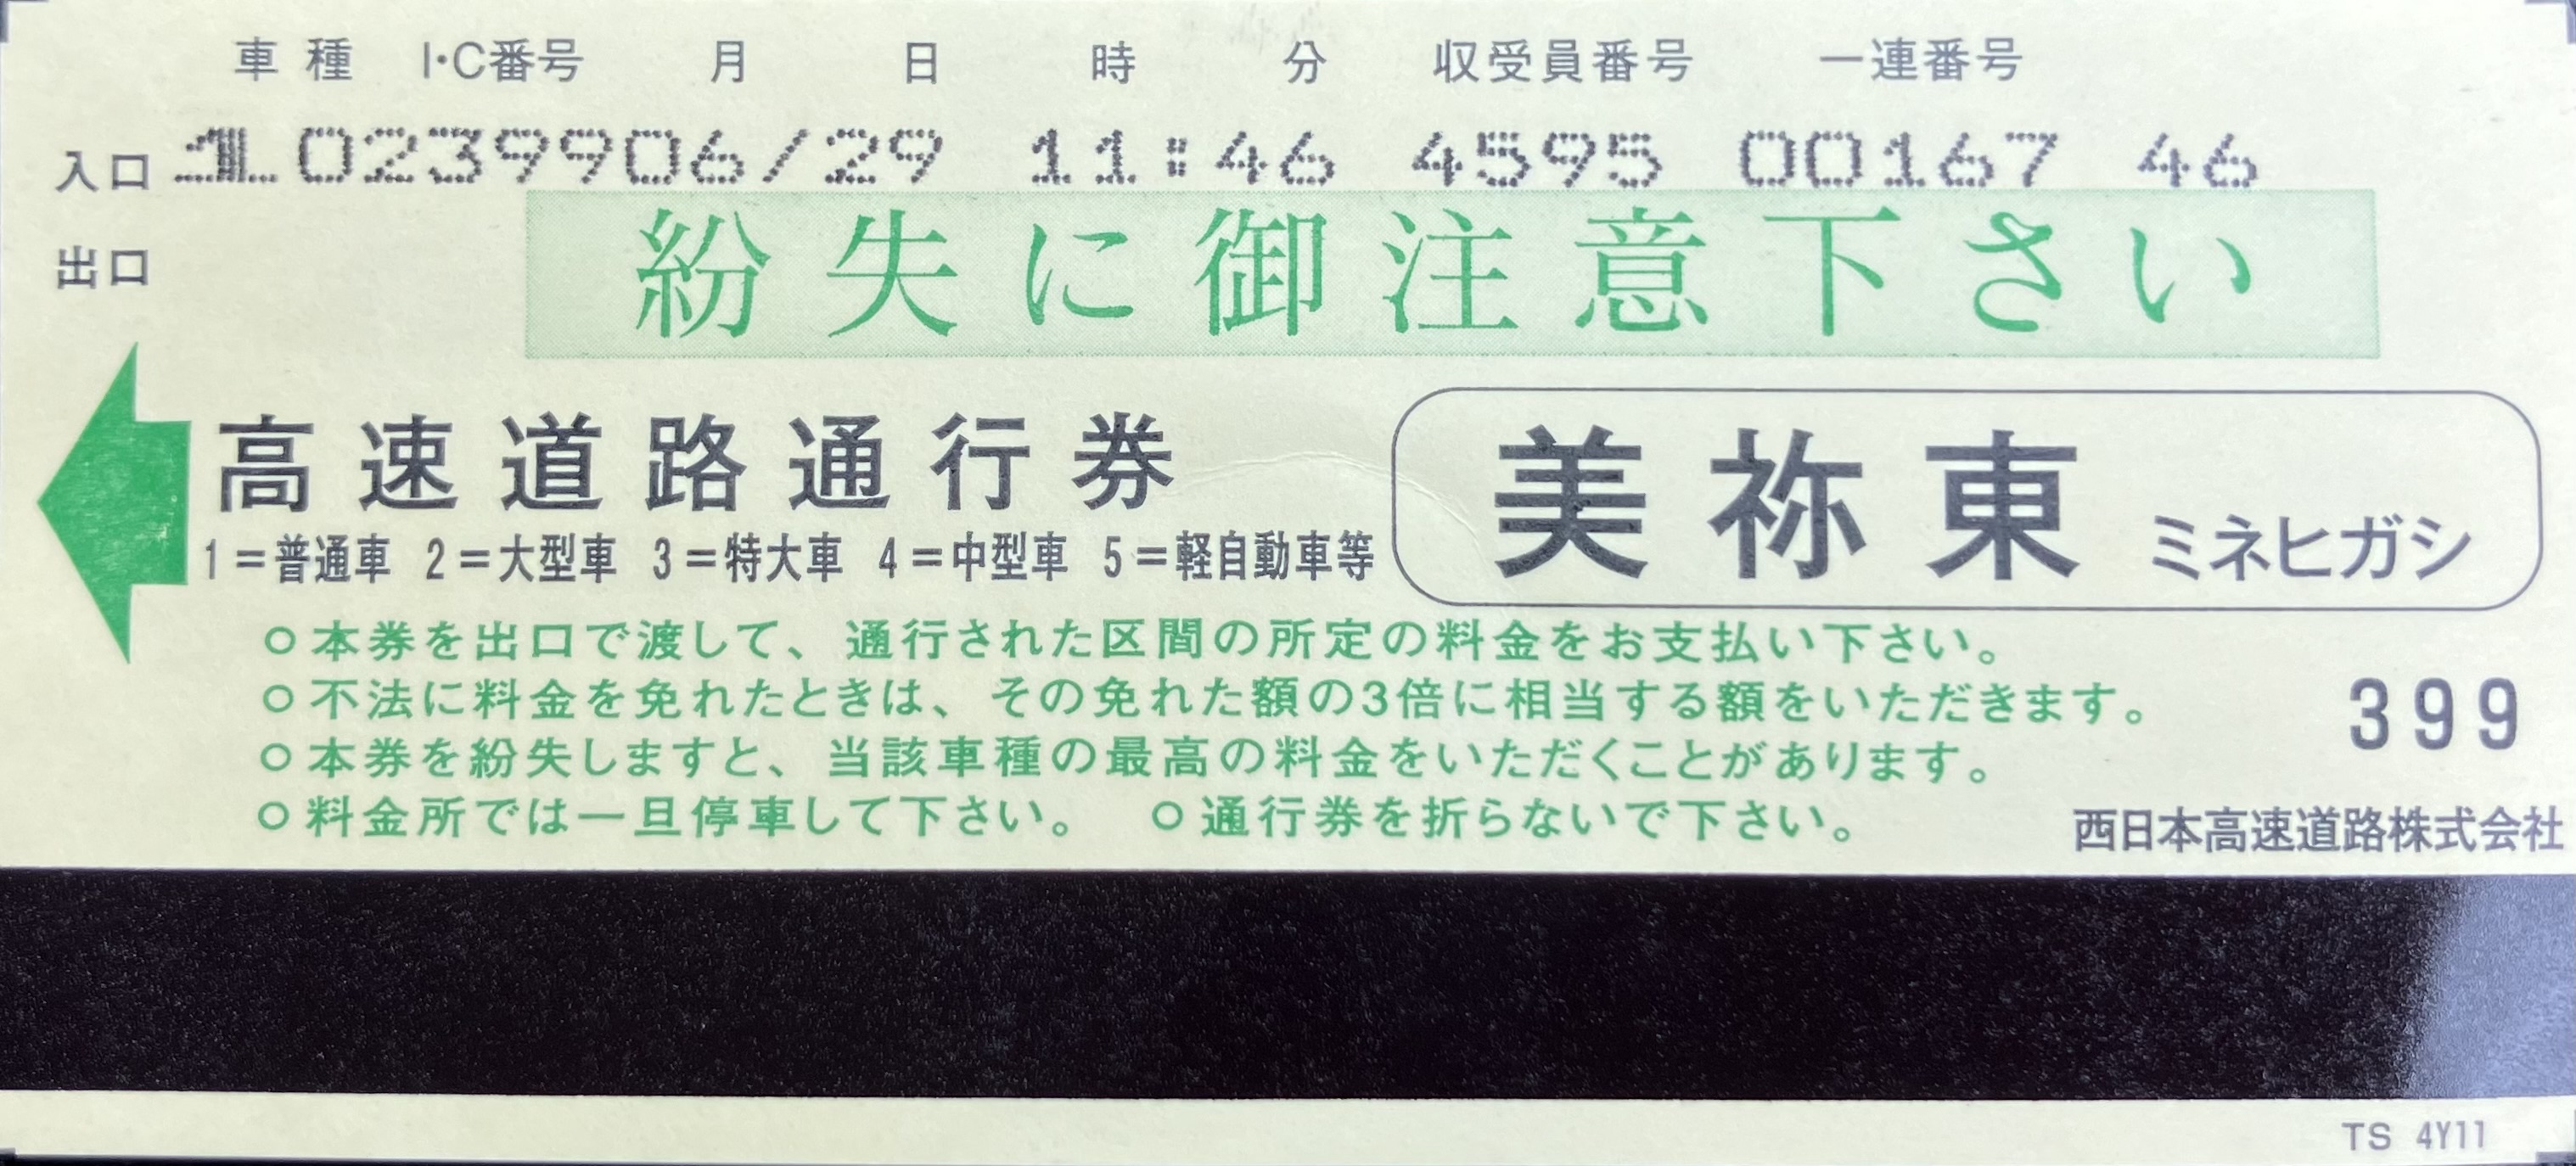 車種 I・C番号 月 日 時 分 収受員番号 一連番号
入口 1 0239906/29 11:46 4595 00167 46
出口 紛失に御注意下さい
高速道路通行券
1=普通車 2=大型車 3=特大車 4=中型車 5=軽自動車等
美祢東 ミネヒガシ
○本券を出口で渡して、通行された区間の所定の料金をお支払い下さい。
○不法に料金を免れたときは、その免れた額の3倍に相当する額をいただきます。
399
○本券を紛失しますと、当該車種の最高の料金をいただくことがあります。
○料金所では一旦停車して下さい。 ○通行券を折らないで下さい。
西日本高速道路株式会社
TS 4Y11